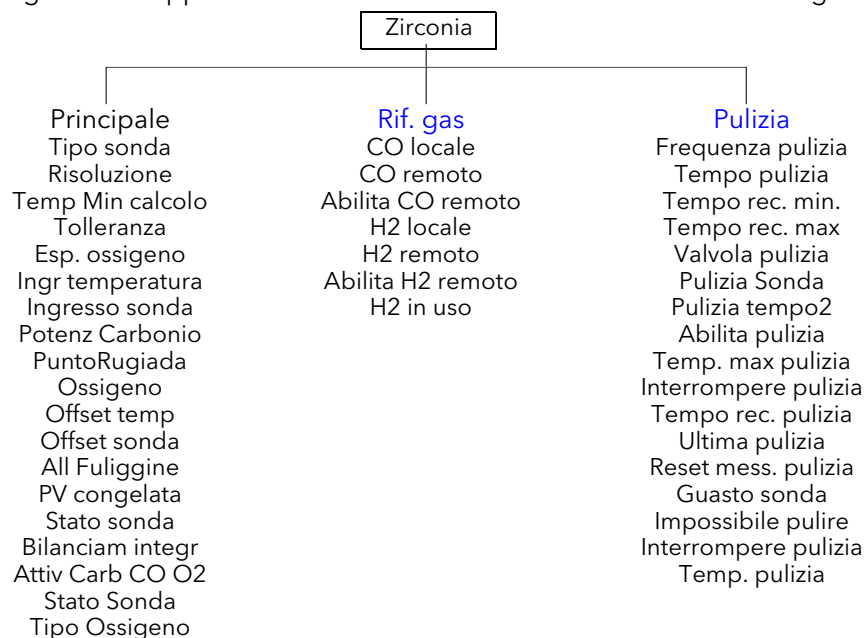 Zirconia
Principale
Tipo sonda
Risoluzione
Temp Min calcolo
Tolleranza
Esp. ossigeno
Ingr temperatura
Ingresso sonda
Potenz Carbonio
PuntoRugiada
Ossigeno
Offset temp
Offset sonda
All Fuliggine
PV congelata
Stato sonda
Bilanciam integr
Attiv Carb CO O2
Stato Sonda
Tipo Ossigeno
Rif. gas
CO locale
CO remoto
Abilita CO remoto
H2 locale
H2 remoto
Abilita H2 remoto
H2 in uso
Pulizia
Frequenza pulizia
Tempo pulizia
Tempo rec. min.
Tempo rec. max
Valvola pulizia
Pulizia Sonda
Pulizia tempo2
Abilita pulizia
Temp. max pulizia
Interrompere pulizia
Tempo rec. pulizia
Ultima pulizia
Reset mess. pulizia
Guasto sonda
Impossibile pulire
Interrompere pulizia
Temp. pulizia